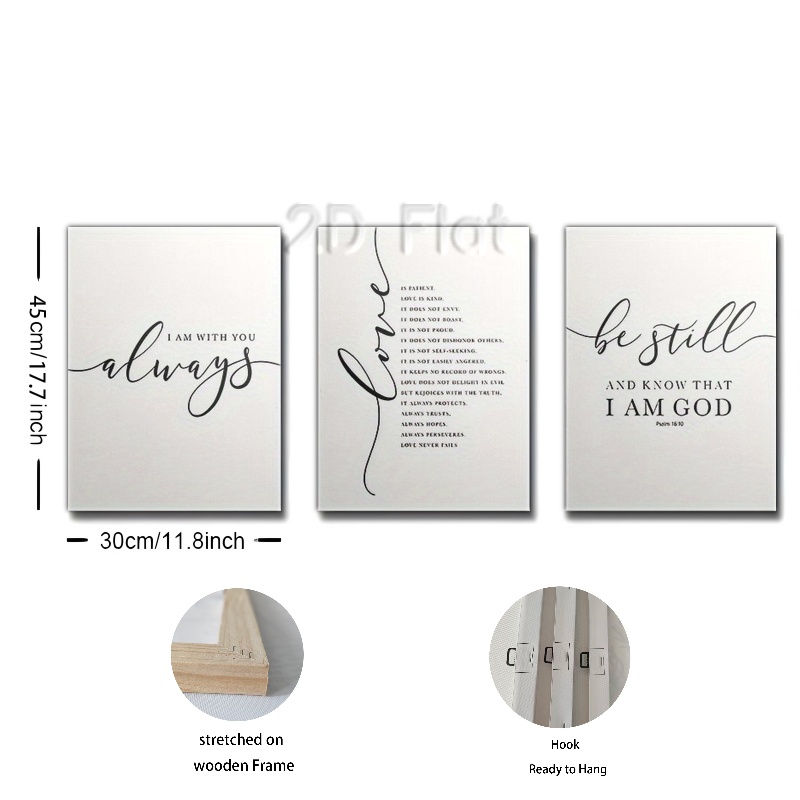 2.D Flat
45cm/17.7inch
I AM WITH YOU
always
love
IS PATIENT.
LOVE IS KIND.
IT DOES NOT ENVY.
IT DOES NOT BOAST.
IT IS NOT PROUD.
IT DOES NOT DISHONOR OTHERS.
IT IS NOT SELF-SEEKING.
IT IS NOT EASILY ANGERED.
IT KEEPS NO RECORD OF WRONGS.
LOVE DOES NOT DELIGHT IN EVIL
BUT REJOICES WITH THE TRUTH.
IT ALWAYS PROTECTS.
ALWAYS TRUSTS,
ALWAYS HOPES.
ALWAYS PERSEVERES.
LOVE NEVER FAILS
be still
AND KNOW THAT
I AM GOD
Psalm 16:10
30cm/11.8inch
stretched on
wooden Frame
Hook
Ready to Hang